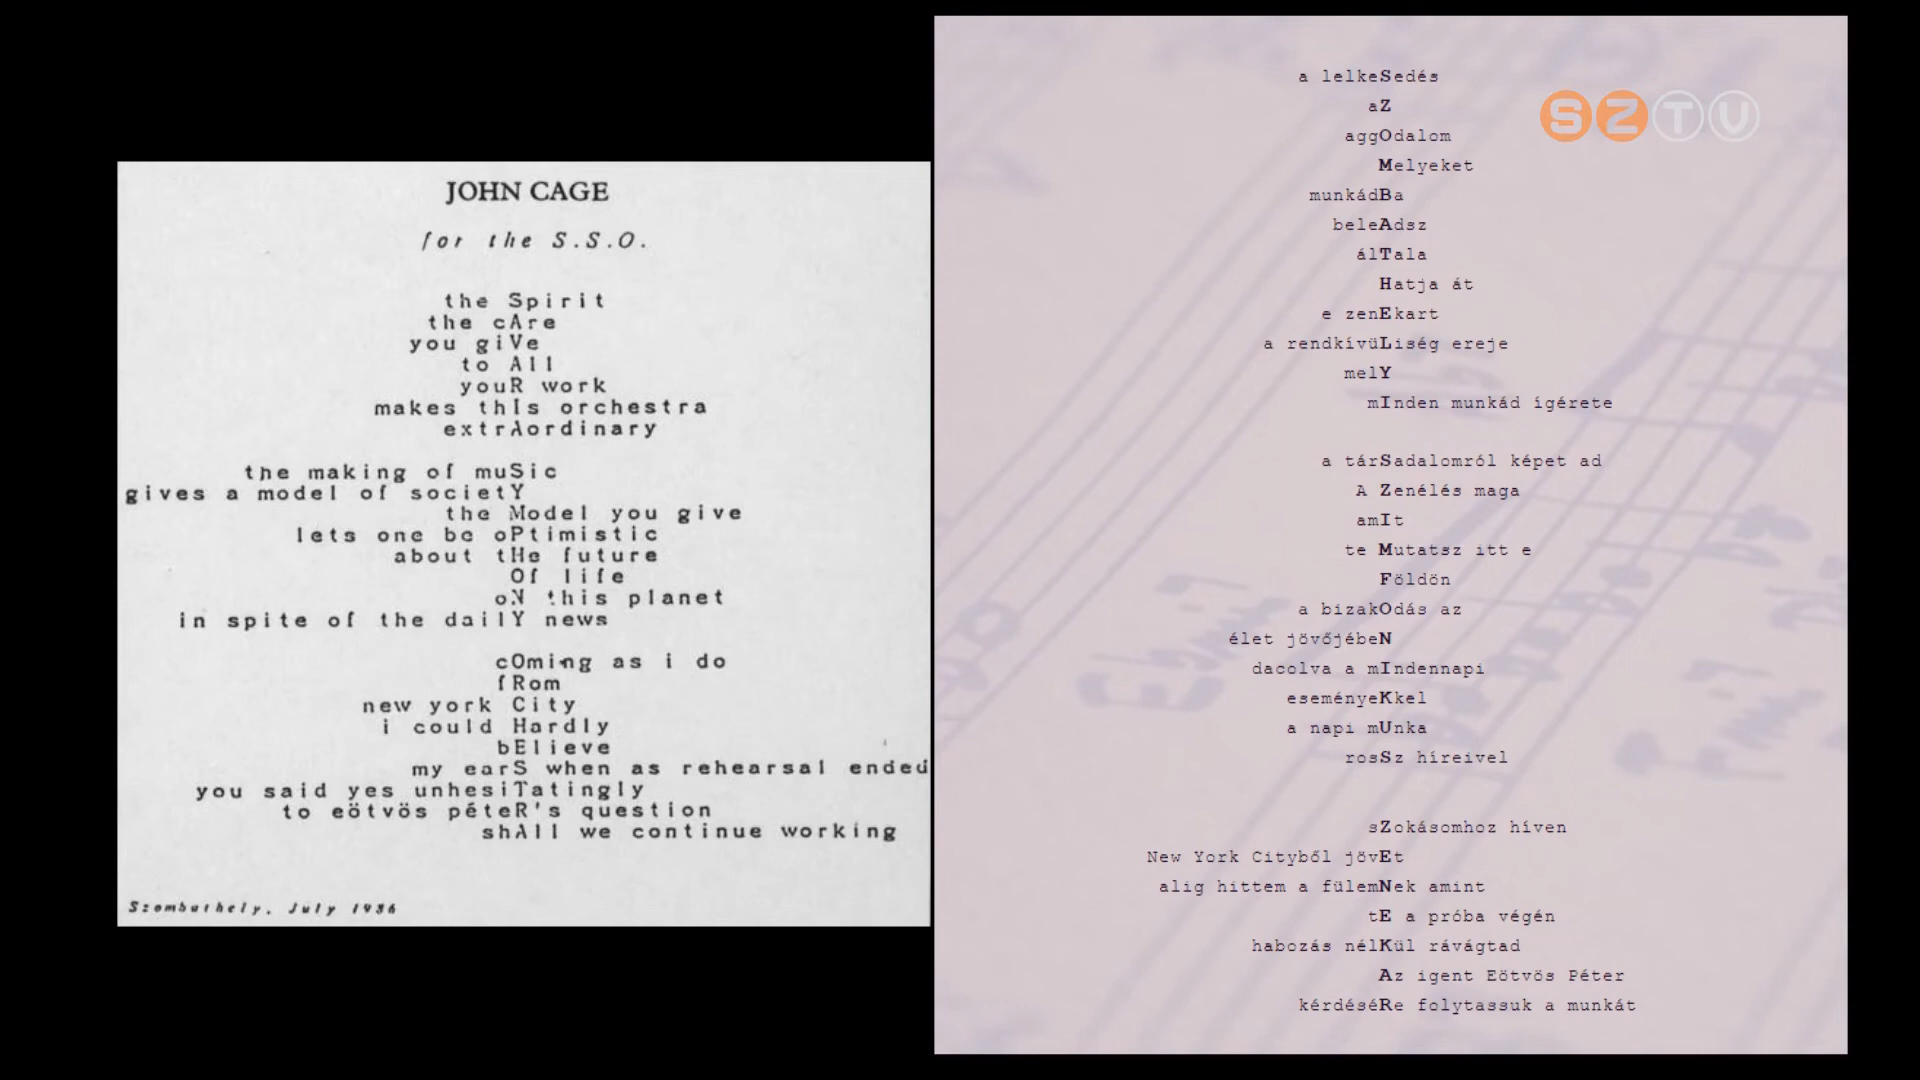 JOHN CAGE
for the S.S.O.
the Spirit
the cAre
you giVe
to All
youR work
makes thIs orchestra
extrAordinary
the making of muSic
gives a model of societY
the Model you give
lets one be oPtimistic
about tHe future
Of life
oN this planet
in spite of the dailY news
cOming as i do
fRom
new york City
i could Hardly
bElieve
my earS when as rehearsal ended
you said yes unhesiTatingly
to eötvös péteR's question
shAll we continue working
Szombathely, July 1986
SZTV
a lelkeSedés
aZ
aggOdalom
Melyeket
munkádBa
beleAdsz
álTala
Hatja át
e zenEkart
a rendkívüLiség ereje
melY
mInden munkád ígérete
a tárSadalomról képet ad
A Zenélés maga
amIt
te Mutatsz itt e
Földön
a bizakOdás az
élet jövőjébeN
dacolva a mIndennapi
eseményeKkel
a napi mUnka
rosSz híreivel
sZokásomhoz híven
New York Cityből jövEt
alig hittem a fülemNek amint
tE a próba végén
habozás nélKül rávágtad
Az igent Eötvös Péter
kérdéséRe folytassuk a munkát